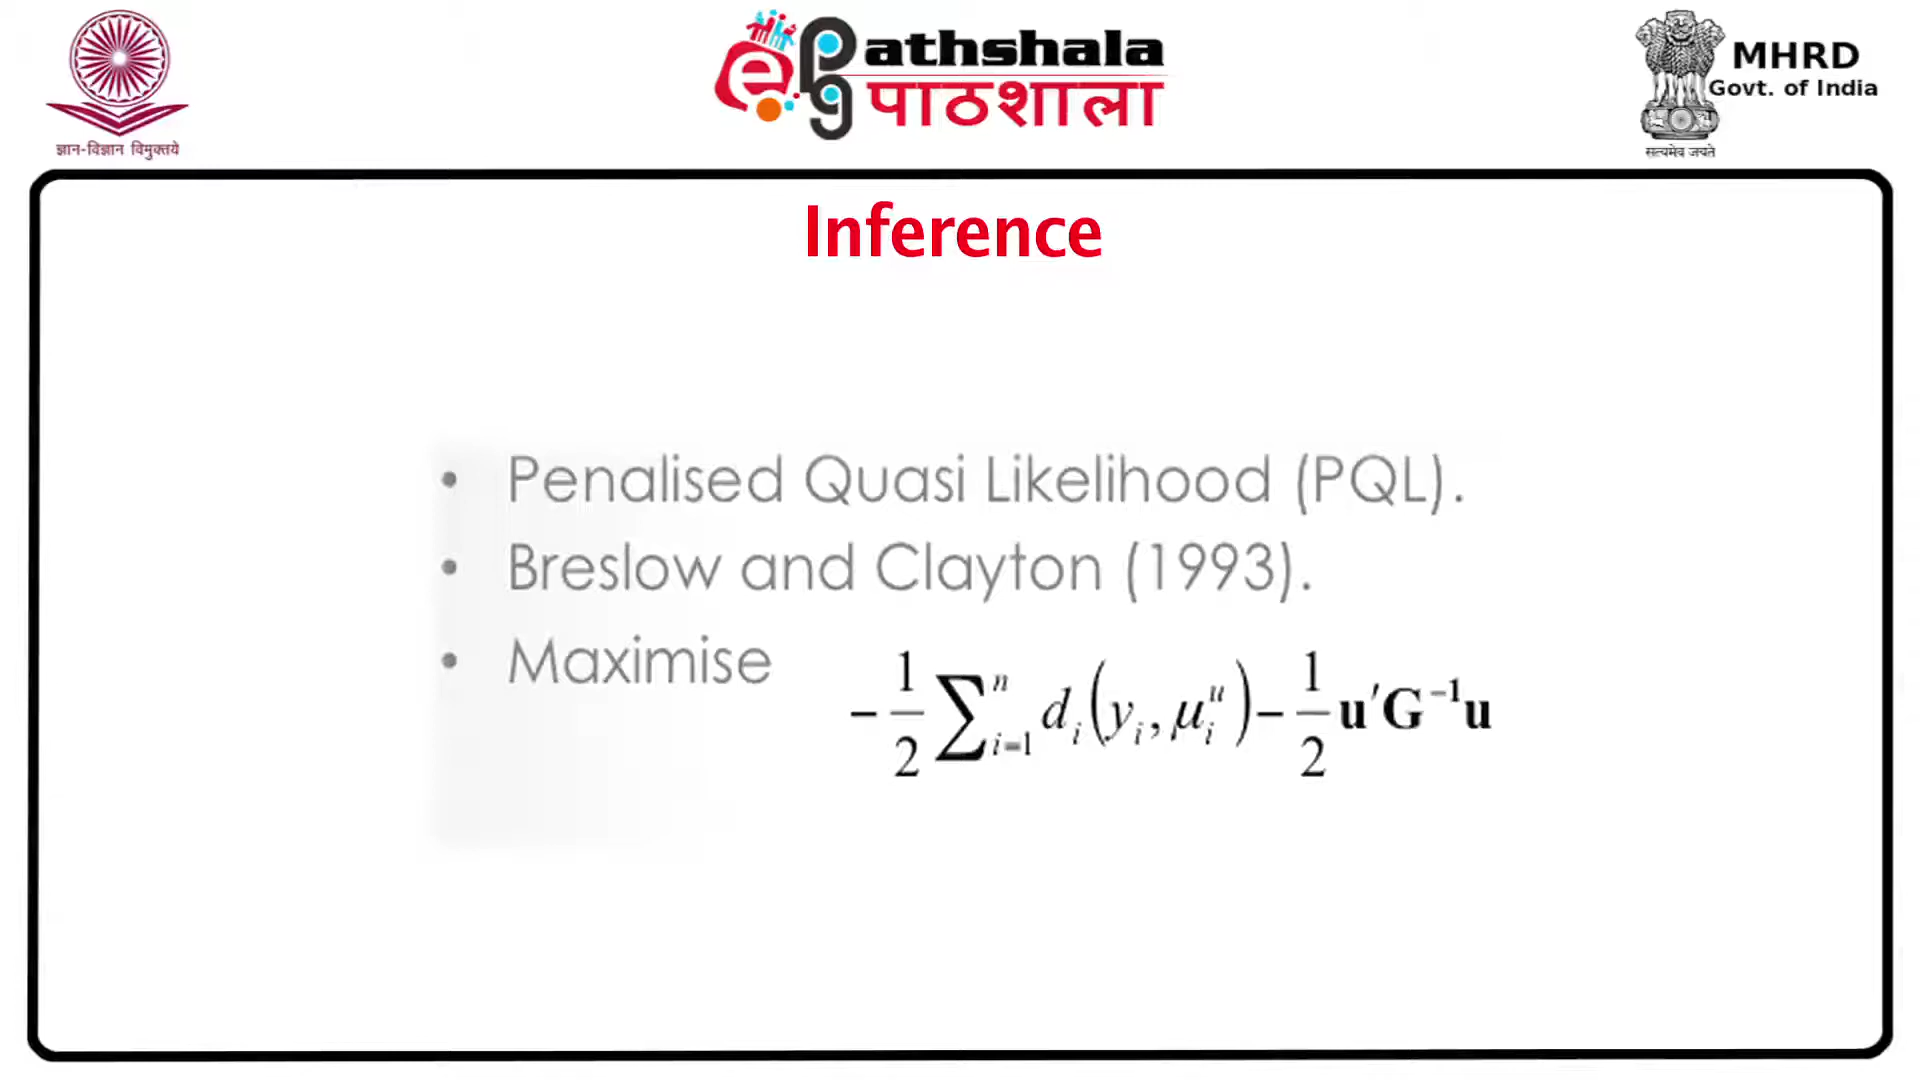 ज्ञान-विज्ञान विमुक्तये
epg
athshala
पाठशाला
MHRD
Govt. of India
सत्यमेव जयते
Inference
• Penalised Quasi Likelihood (PQL).
• Breslow and Clayton (1993).
• Maximise −1/2 ∑ⁿᵢ₌₁ dᵢ(yᵢ, μᵢᵘ) − 1/2 u′G⁻¹u